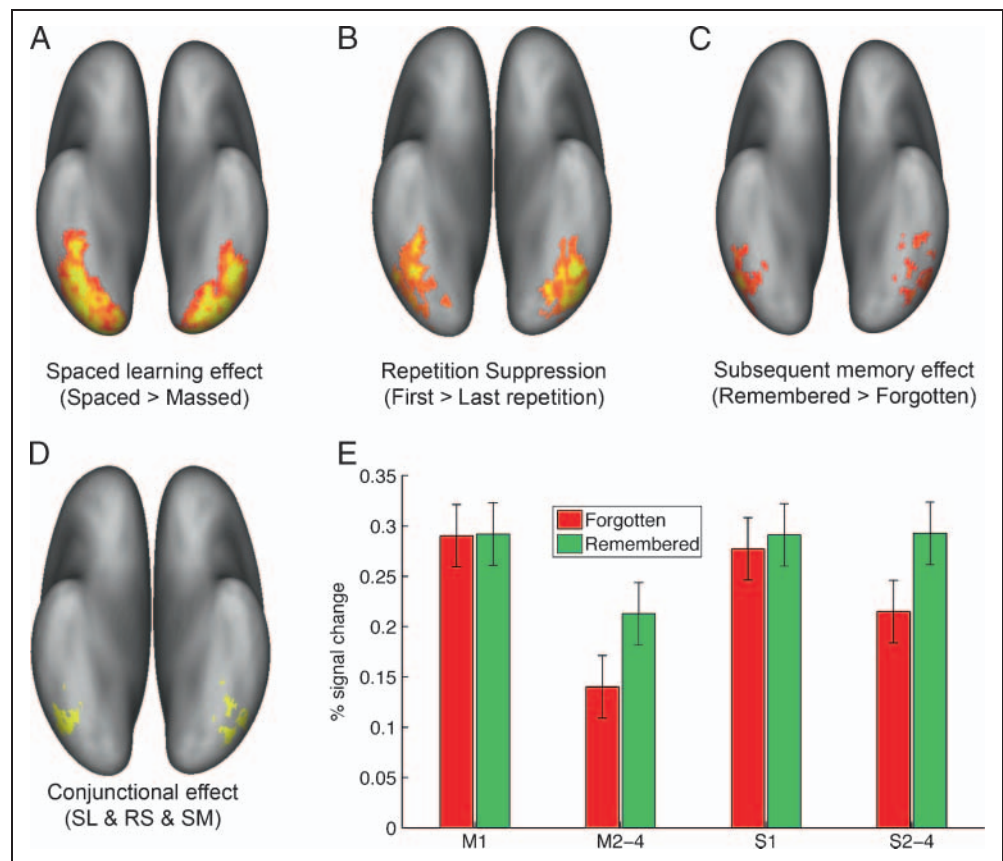 A
B
C
Spaced learning effect
(Spaced > Massed)
Repetition Suppression
(First > Last repetition)
Subsequent memory effect
(Remembered > Forgotten)
D
Conjunctional effect
(SL & RS & SM)
E
% signal change
0.35
0.3
0.25
0.2
0.15
0.1
0.05
0
Forgotten
Remembered
M1
M2–4
S1
S2–4